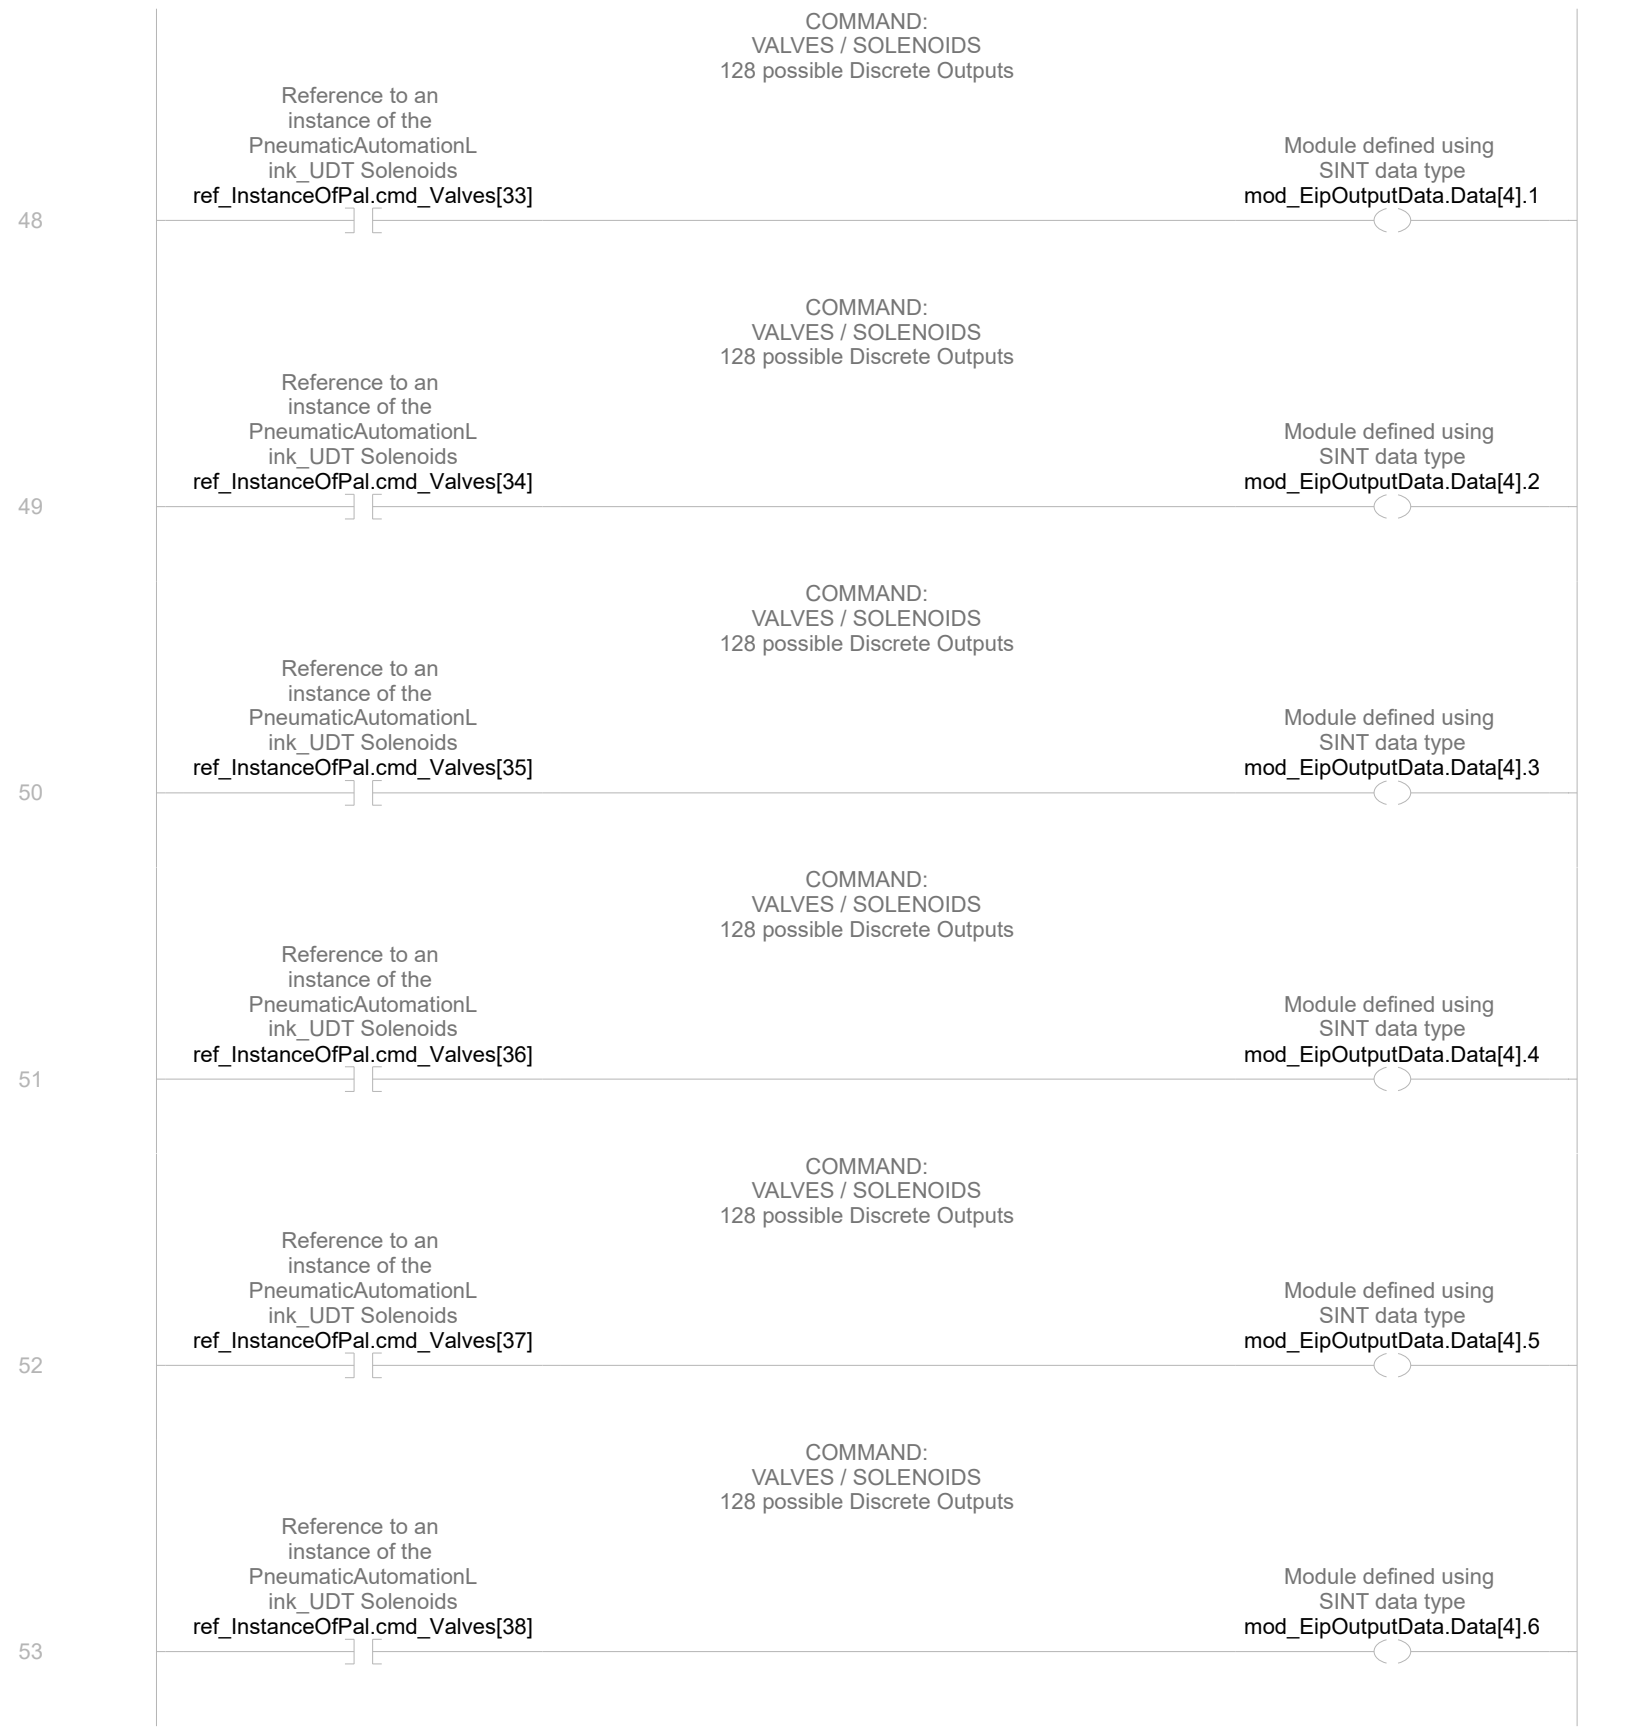 COMMAND:
VALVES / SOLENOIDS
128 possible Discrete Outputs
Reference to an
instance of the
PneumaticAutomationL
ink_UDT Solenoids
ref_InstanceOfPal.cmd_Valves[33]
Module defined using
SINT data type
mod_EipOutputData.Data[4].1
48
COMMAND:
VALVES / SOLENOIDS
128 possible Discrete Outputs
Reference to an
instance of the
PneumaticAutomationL
ink_UDT Solenoids
ref_InstanceOfPal.cmd_Valves[34]
Module defined using
SINT data type
mod_EipOutputData.Data[4].2
49
COMMAND:
VALVES / SOLENOIDS
128 possible Discrete Outputs
Reference to an
instance of the
PneumaticAutomationL
ink_UDT Solenoids
ref_InstanceOfPal.cmd_Valves[35]
Module defined using
SINT data type
mod_EipOutputData.Data[4].3
50
COMMAND:
VALVES / SOLENOIDS
128 possible Discrete Outputs
Reference to an
instance of the
PneumaticAutomationL
ink_UDT Solenoids
ref_InstanceOfPal.cmd_Valves[36]
Module defined using
SINT data type
mod_EipOutputData.Data[4].4
51
COMMAND:
VALVES / SOLENOIDS
128 possible Discrete Outputs
Reference to an
instance of the
PneumaticAutomationL
ink_UDT Solenoids
ref_InstanceOfPal.cmd_Valves[37]
Module defined using
SINT data type
mod_EipOutputData.Data[4].5
52
COMMAND:
VALVES / SOLENOIDS
128 possible Discrete Outputs
Reference to an
instance of the
PneumaticAutomationL
ink_UDT Solenoids
ref_InstanceOfPal.cmd_Valves[38]
Module defined using
SINT data type
mod_EipOutputData.Data[4].6
53